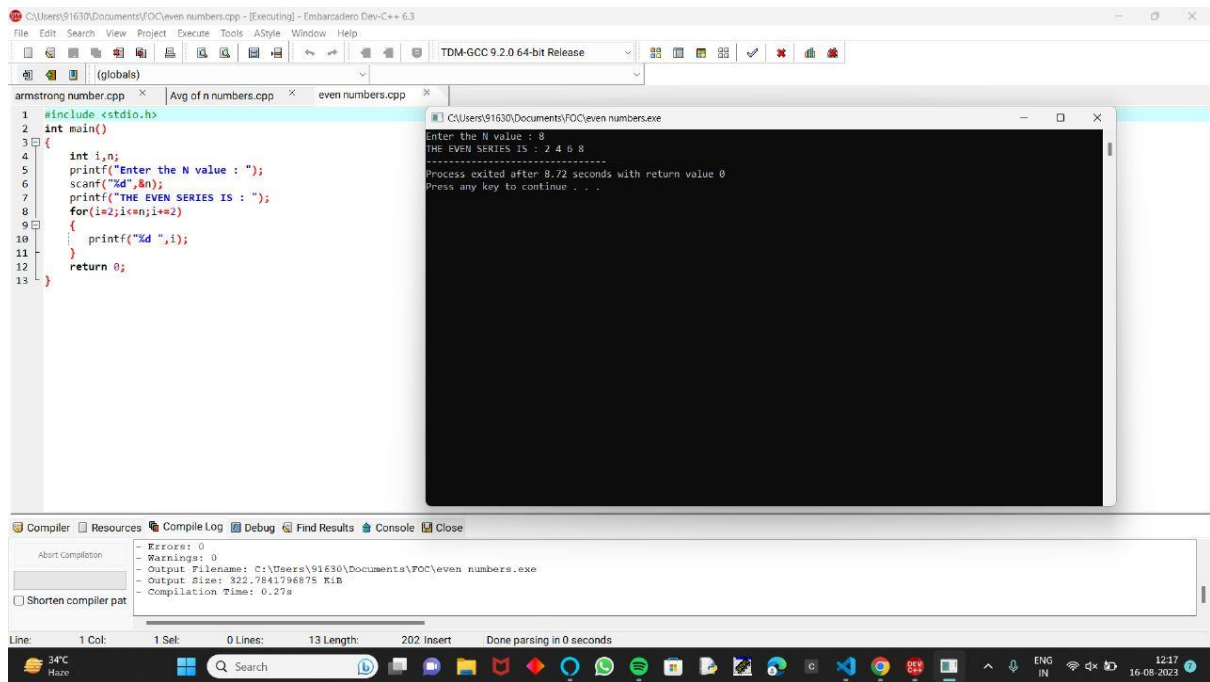 C:\Users\91630\Documents\FOC\even numbers.cpp - [Executing] - Embarcadero Dev-C++ 6.3
File Edit Search View Project Execute Tools AStyle Window Help
TDM-GCC 9.2.0 64-bit Release
(globals)
armstrong number.cpp × Avg of n numbers.cpp × even numbers.cpp ×
1 #include <stdio.h>
2 int main()
3 {
4 int i,n;
5 printf("Enter the N value : ");
6 scanf("%d",&n);
7 printf("THE EVEN SERIES IS : ");
8 for(i=2;i<=n;i+=2)
9 {
10 printf("%d ",i);
11 }
12 return 0;
13 }
C:\Users\91630\Documents\FOC\even numbers.exe
Enter the N value : 8
THE EVEN SERIES IS : 2 4 6 8
--------------------------------
Process exited after 8.72 seconds with return value 0
Press any key to continue . . .
Compiler Resources Compile Log Debug Find Results Console Close
Abort Compilation
Shorten compiler pat
- Errors: 0
- Warnings: 0
- Output Filename: C:\Users\91630\Documents\FOC\even numbers.exe
- Output Size: 322.7841796875 KiB
- Compilation Time: 0.27s
Line: 1 Col: 1 Sel: 0 Lines: 13 Length: 202 Insert Done parsing in 0 seconds
34°C
Haze
Search
C
DEV
C++
ENG
IN
12:17
16-08-2023